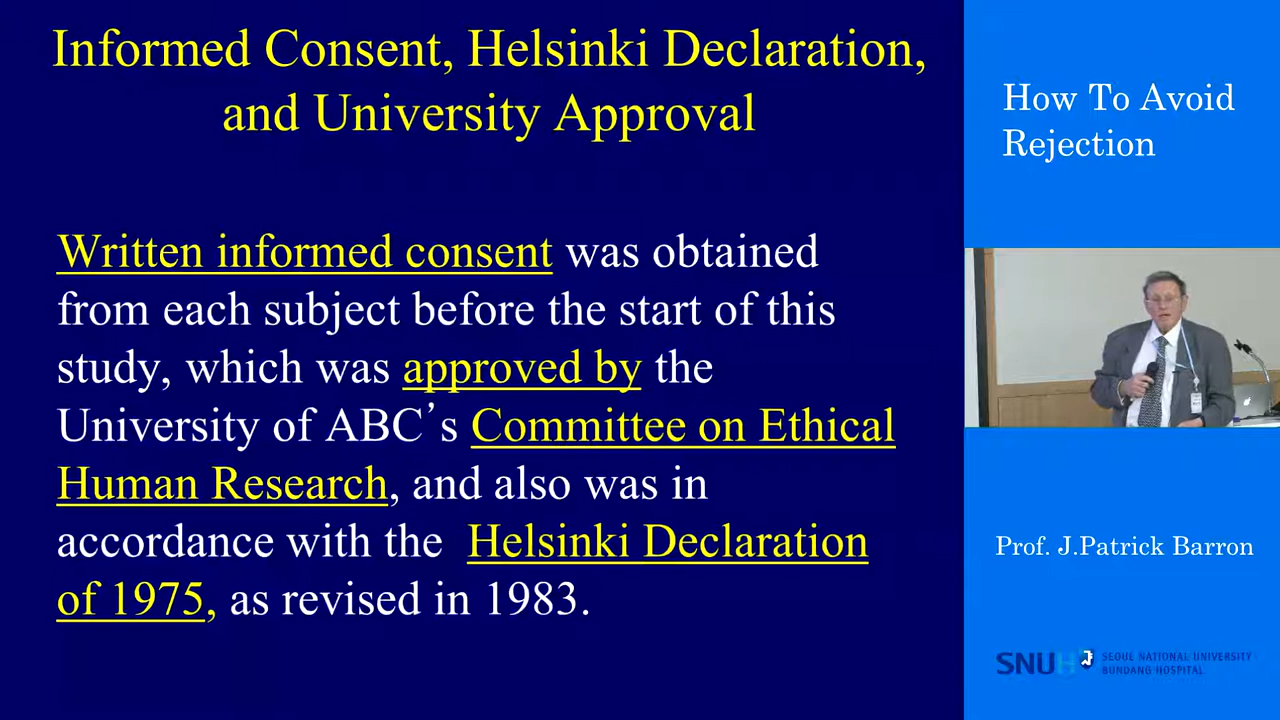 Informed Consent, Helsinki Declaration,
and University Approval
Written informed consent was obtained
from each subject before the start of this
study, which was approved by the
University of ABC’s Committee on Ethical
Human Research, and also was in
accordance with the Helsinki Declaration
of 1975, as revised in 1983.
How To Avoid
Rejection
Prof. J.Patrick Barron
SNUH
SEOUL NATIONAL UNIVERSITY
BUNDANG HOSPITAL